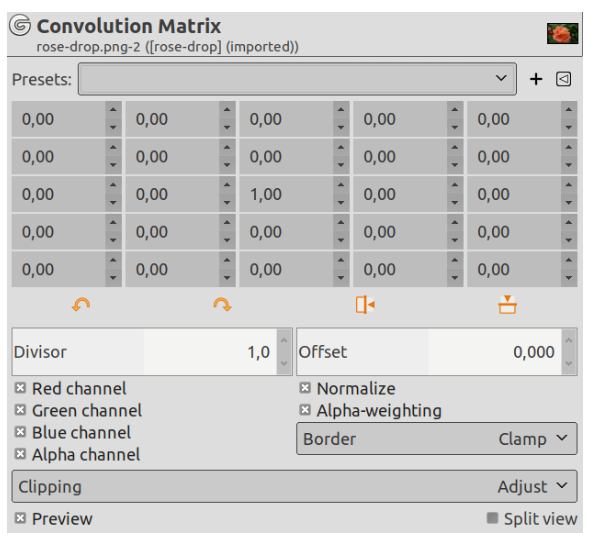 Convolution Matrix
rose-drop.png-2 ([rose-drop] (imported))
Presets:
0,00 0,00 0,00 0,00 0,00
0,00 0,00 0,00 0,00 0,00
0,00 0,00 1,00 0,00 0,00
0,00 0,00 0,00 0,00 0,00
0,00 0,00 0,00 0,00 0,00
Divisor 1,0 Offset 0,000
Red channel Normalize
Green channel Alpha-weighting
Blue channel
Border Clamp
Alpha channel
Clipping Adjust
Preview Split view